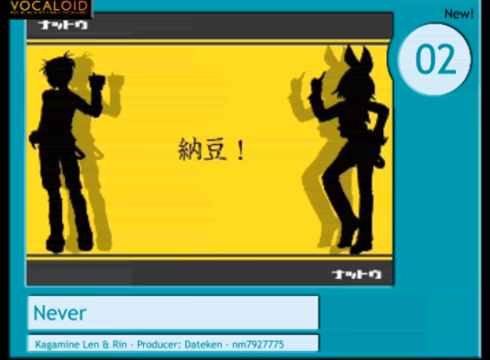 VOCALOID
New!
ナットウ
02
納豆！
ナットウ
Never
Kagamine Len & Rin - Producer: Dateken - nm7927775